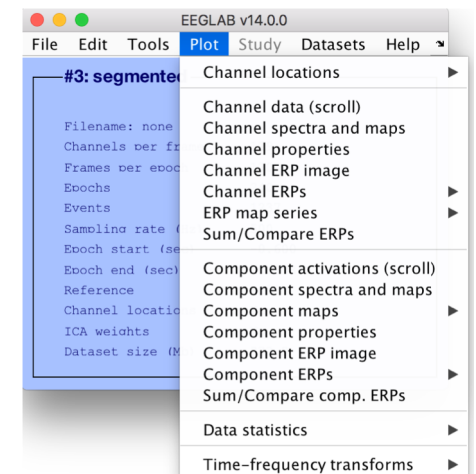 EEGLAB v14.0.0
File Edit Tools Plot Study Datasets Help
#3: segmented
Filename: none
Channels per fr
Frames per epoc
Epochs
Events
Sampling rate (
Epoch start (se
Epoch end (sec)
Reference
Channel locatio
ICA weights
Dataset size (M
Channel locations
Channel data (scroll)
Channel spectra and maps
Channel properties
Channel ERP image
Channel ERPs
ERP map series
Sum/Compare ERPs
Component activations (scroll)
Component spectra and maps
Component maps
Component properties
Component ERP image
Component ERPs
Sum/Compare comp. ERPs
Data statistics
Time-frequency transforms